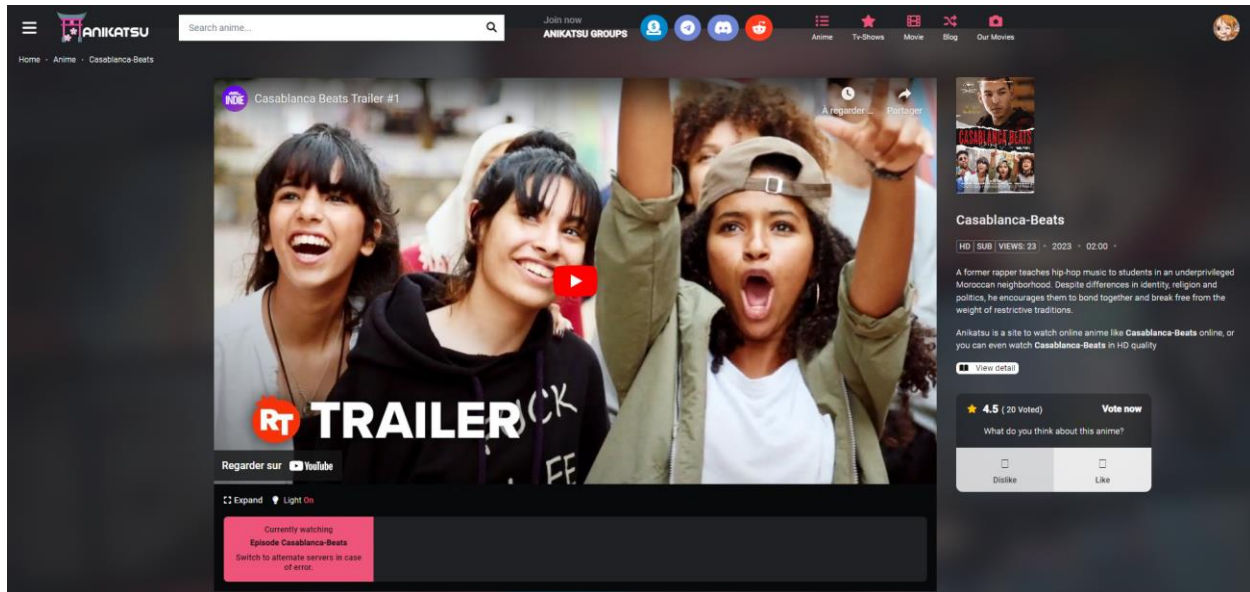 ANIKATSU
Search anime...
Join now
ANIKATSU GROUPS
Anime
Tv-Shows
Movie
Blog
Our Movies
Home • Anime • Casablanca-Beats
INDIE
Casablanca Beats Trailer #1
À regarder ...
Partager
RT TRAILER
Regarder sur YouTube
Expand
Light On
Currently watching
Episode Casablanca-Beats
Switch to alternate servers in case
of error.
CASABLANCA BEATS
Casablanca-Beats
HD SUB VIEWS: 23 • 2023 • 02:00 •
A former rapper teaches hip-hop music to students in an underprivileged
Moroccan neighborhood. Despite differences in identity, religion and
politics, he encourages them to bond together and break free from the
weight of restrictive traditions.
Anikatsu is a site to watch online anime like Casablanca-Beats online, or
you can even watch Casablanca-Beats in HD quality
View detail
4.5 ( 20 Voted)
Vote now
What do you think about this anime?
Dislike
Like